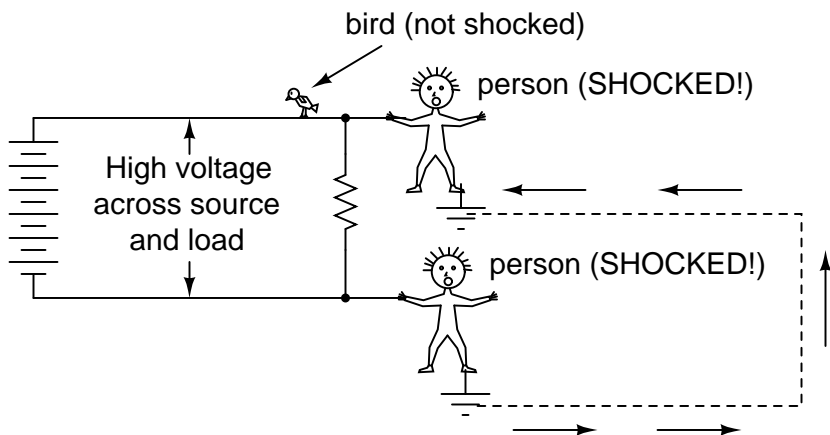 bird (not shocked)
person (SHOCKED!)
High voltage
across source
and load
person (SHOCKED!)